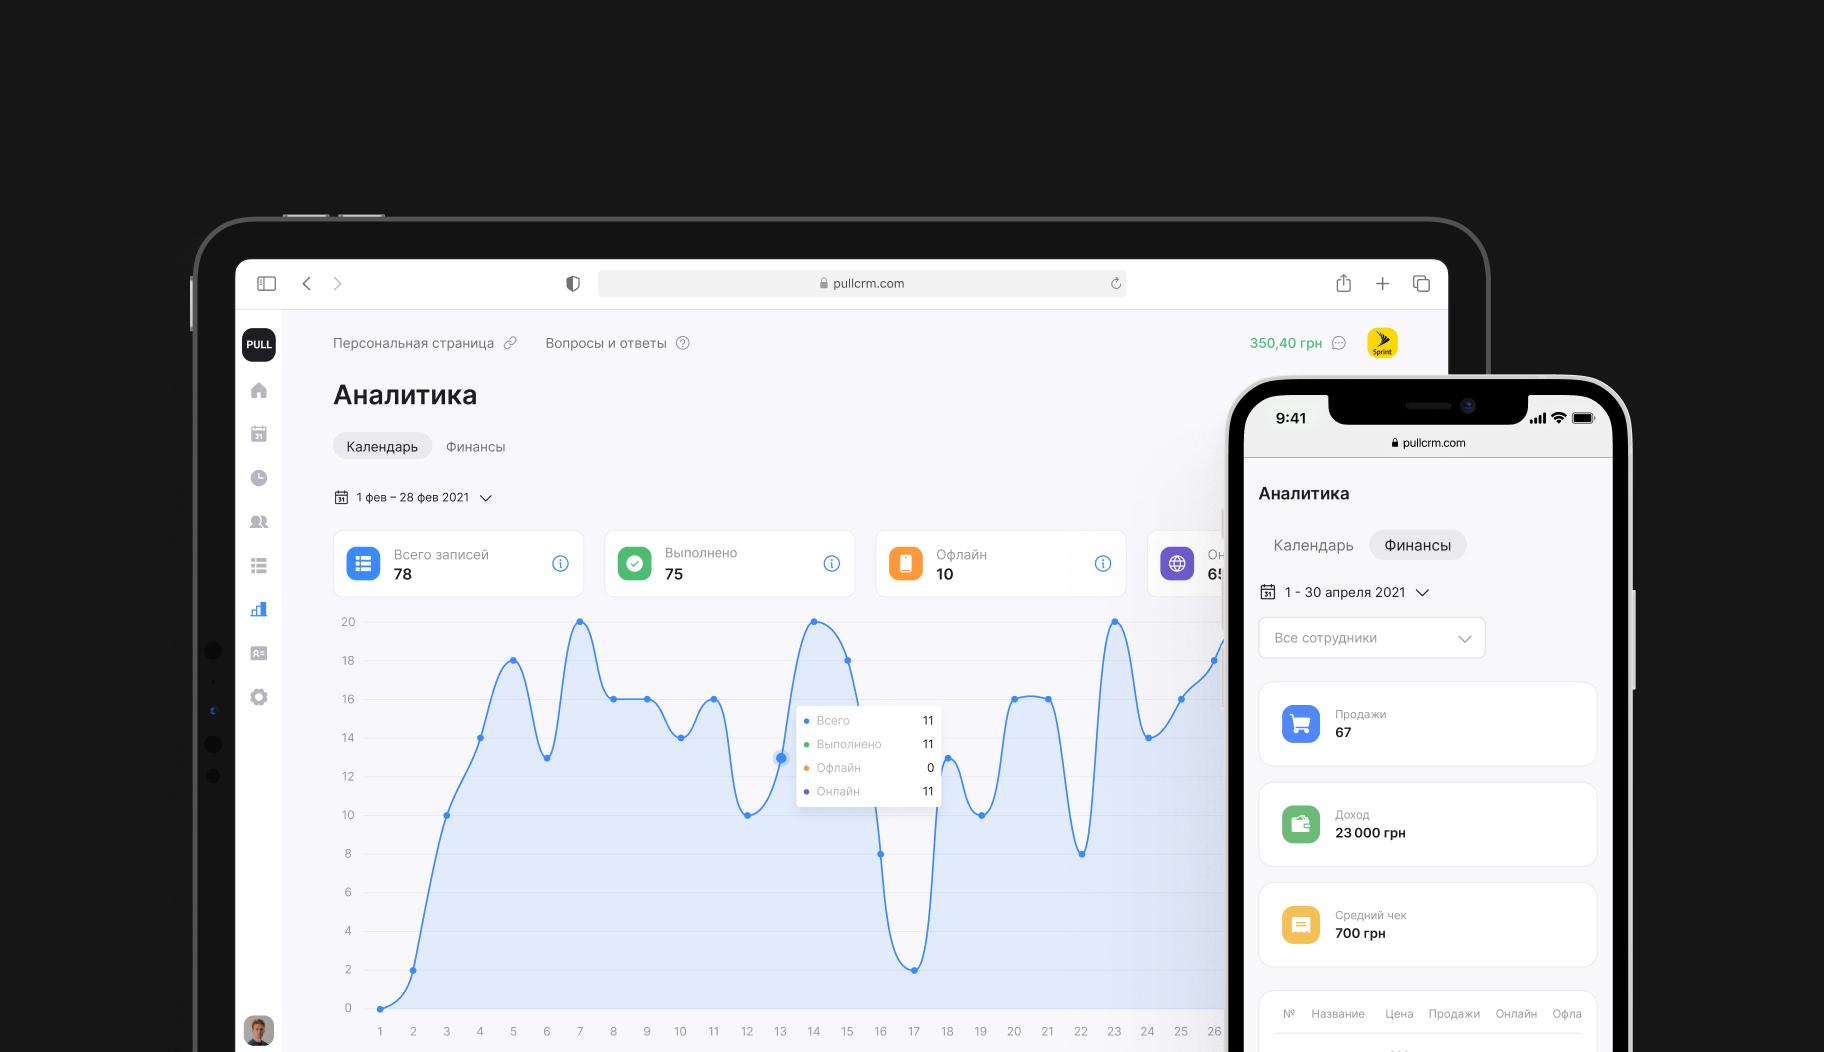 pullcrm.com
PULL
Персональная страница
Вопросы и ответы
350,40 грн
Sprint
Аналитика
Календарь
Финансы
31
1 фев – 28 фев 2021
Всего записей
78
Выполнено
75
Офлайн
10
20
18
16
14
12
10
8
6
4
2
0
Всего 11
Выполнено 11
Офлайн 0
Онлайн 11
1 2 3 4 5 6 7 8 9 10 11 12 13 14 15 16 17 18 19 20 21 22 23 24 25 26
9:41
pullcrm.com
Аналитика
Календарь
Финансы
31
1 - 30 апреля 2021
Все сотрудники
Продажи
67
Доход
23 000 грн
Средний чек
700 грн
№ Название Цена Продажи Онлайн Офла